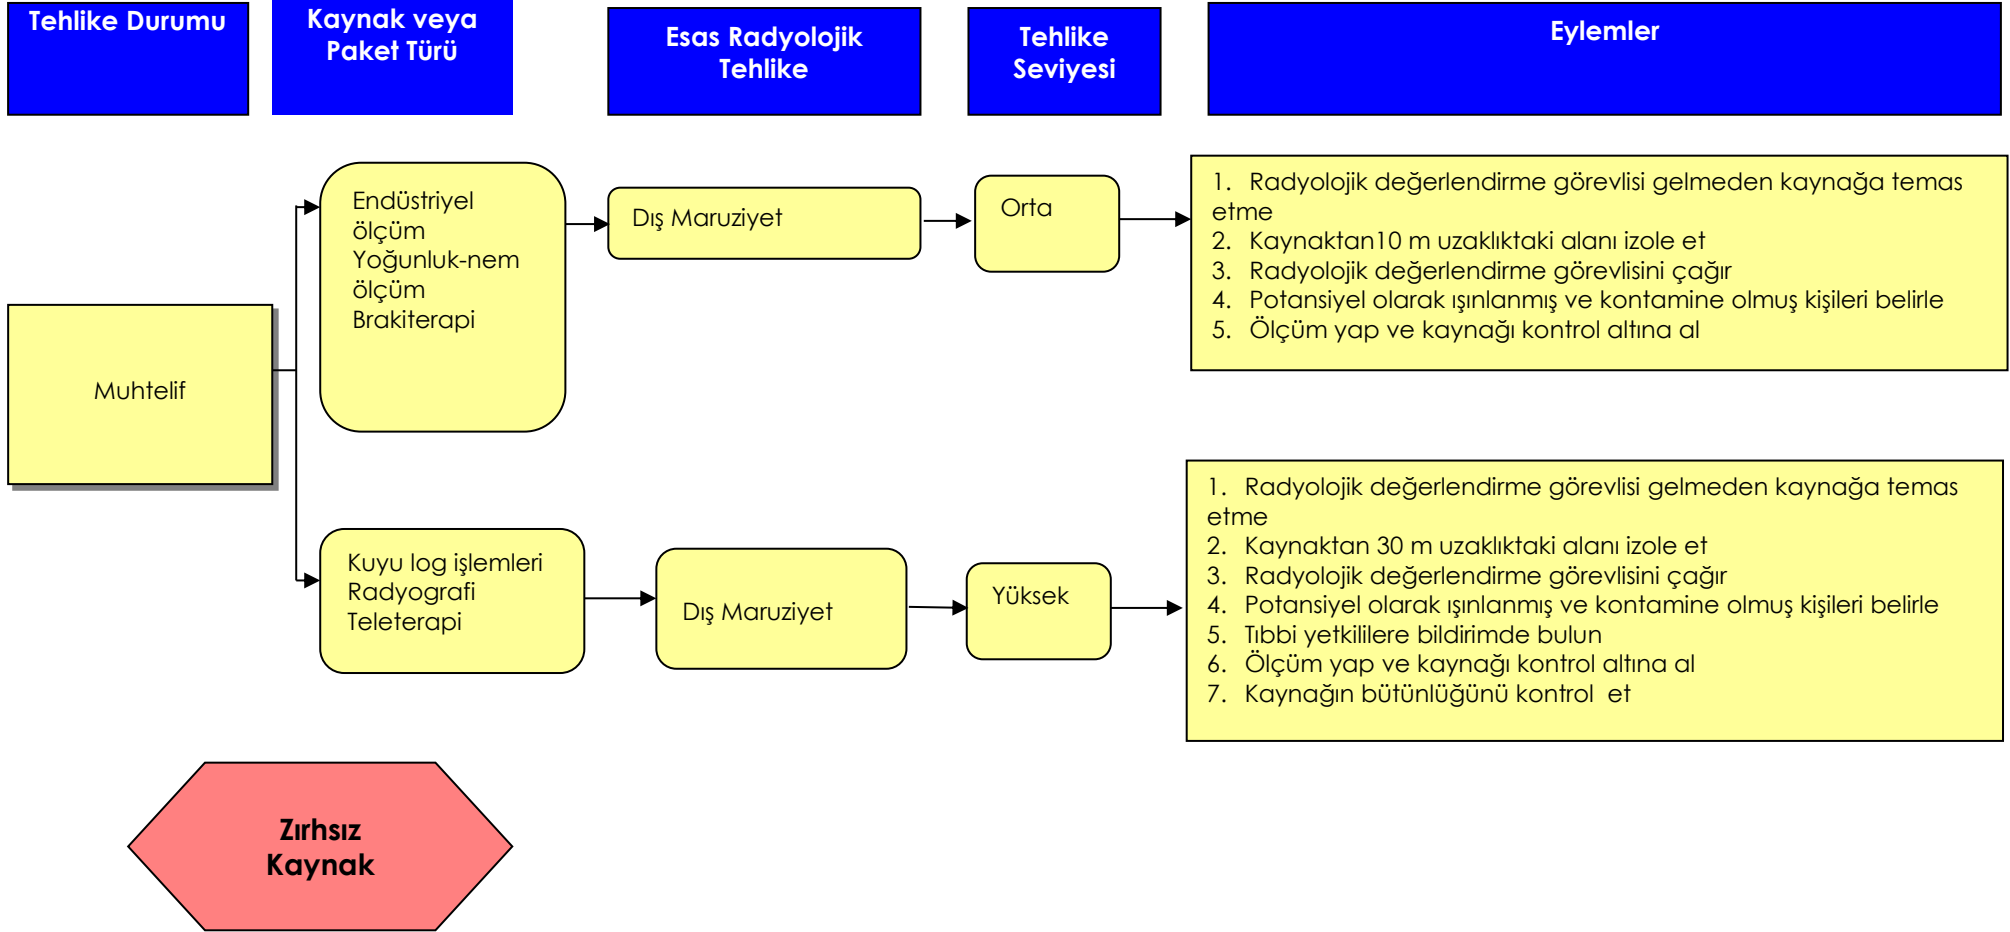 Tehlike Durumu
Kaynak veya
Paket Türü
Esas Radyolojik
Tehlike
Tehlike
Seviyesi
Eylemler
Muhtelif
Endüstriyel
ölçüm
Yoğunluk-nem
ölçüm
Brakiterapi
Dış Maruziyet
Orta
1. Radyolojik değerlendirme görevlisi gelmeden kaynağa temas
etme
2. Kaynaktan10 m uzaklıktaki alanı izole et
3. Radyolojik değerlendirme görevlisini çağır
4. Potansiyel olarak ışınlanmış ve kontamine olmuş kişileri belirle
5. Ölçüm yap ve kaynağı kontrol altına al
Kuyu log işlemleri
Radyografi
Teleterapi
Dış Maruziyet
Yüksek
1. Radyolojik değerlendirme görevlisi gelmeden kaynağa temas
etme
2. Kaynaktan 30 m uzaklıktaki alanı izole et
3. Radyolojik değerlendirme görevlisini çağır
4. Potansiyel olarak ışınlanmış ve kontamine olmuş kişileri belirle
5. Tıbbi yetkililere bildirimde bulun
6. Ölçüm yap ve kaynağı kontrol altına al
7. Kaynağın bütünlüğünü kontrol et
Zırhsız
Kaynak